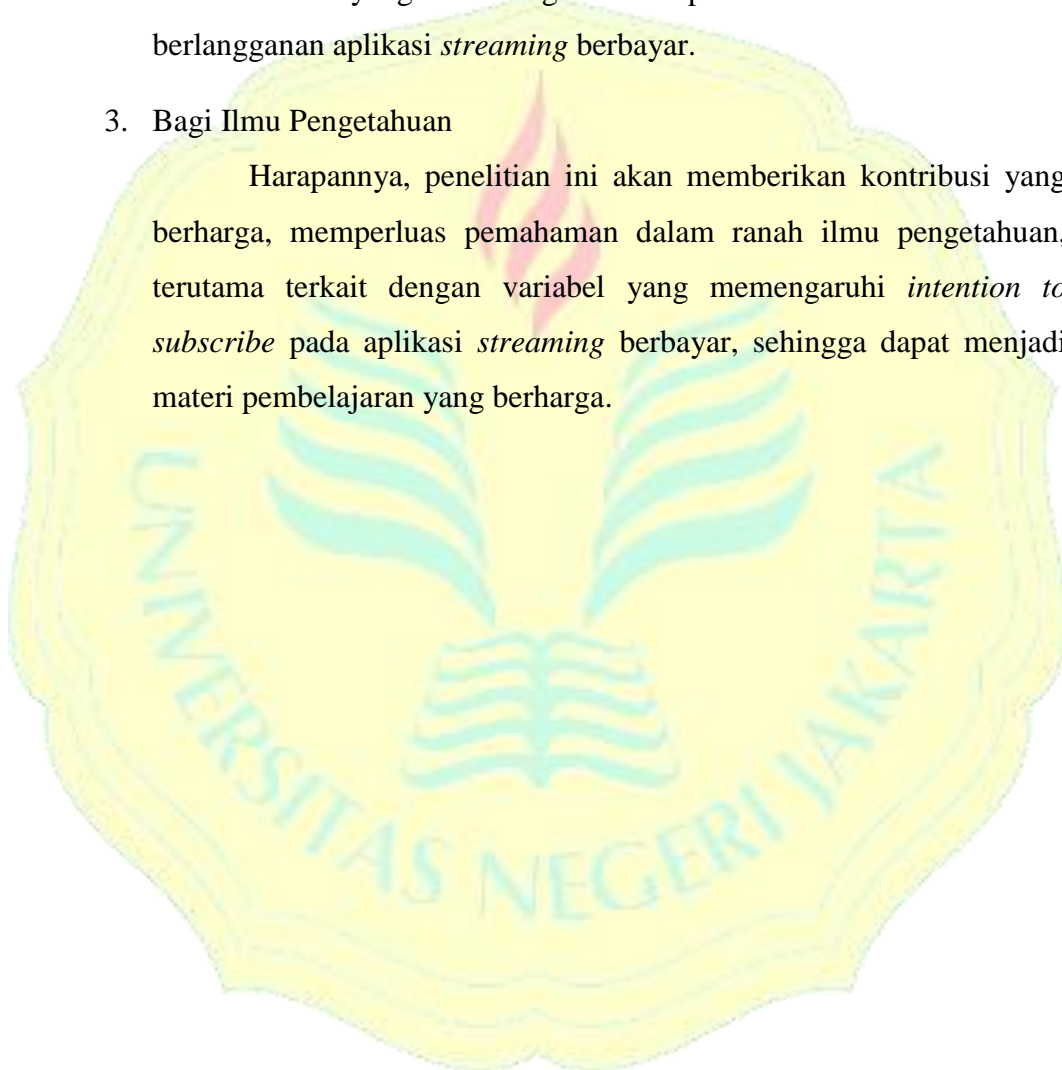 berlangganan aplikasi streaming berbayar.
3. Bagi Ilmu Pengetahuan
Harapannya, penelitian ini akan memberikan kontribusi yang
berharga, memperluas pemahaman dalam ranah ilmu pengetahuan,
terutama terkait dengan variabel yang memengaruhi intention to
subscribe pada aplikasi streaming berbayar, sehingga dapat menjadi
materi pembelajaran yang berharga.
UNIVERSITAS NEGERI JAKARTA